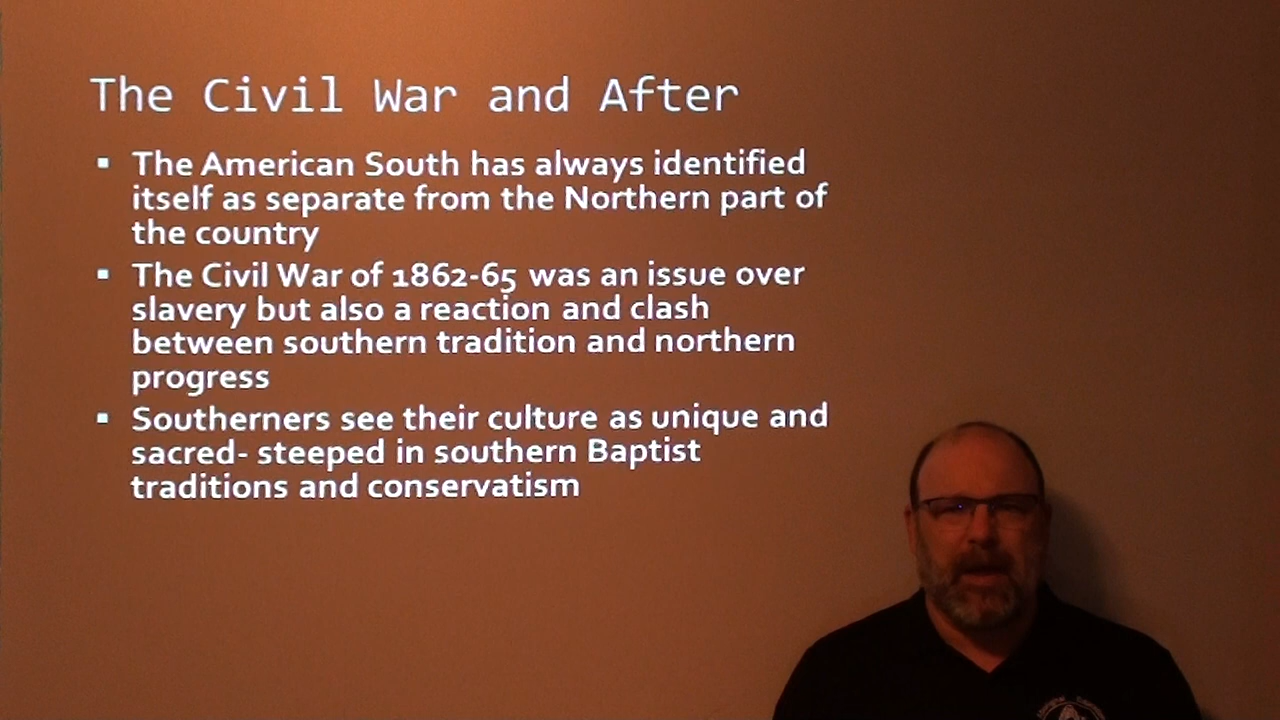 The Civil War and After
The American South has always identified
itself as separate from the Northern part of
the country
The Civil War of 1862-65 was an issue over
slavery but also a reaction and clash
between southern tradition and northern
progress
Southerners see their culture as unique and
sacred- steeped in southern Baptist
traditions and conservatism